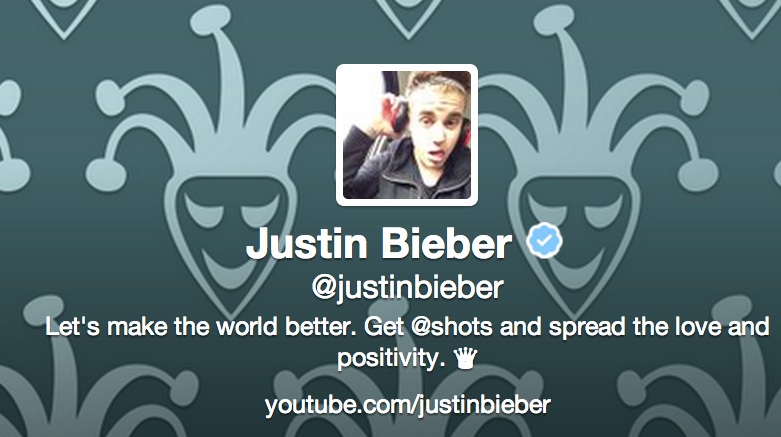 Justin Bieber
@justinbieber
Let's make the world better. Get @shots and spread the love and
positivity. ♛
youtube.com/justinbieber